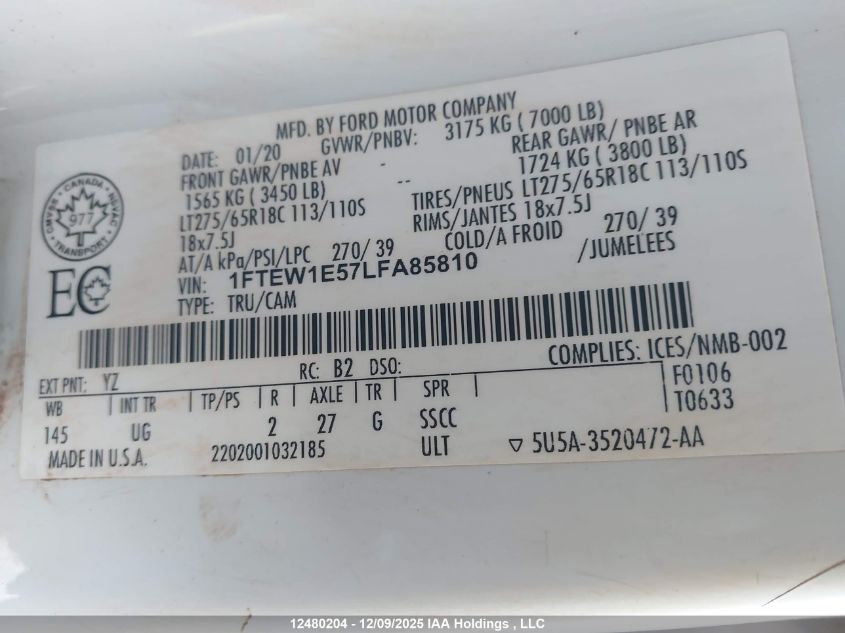 MFD. BY FORD MOTOR COMPANY
DATE: 01/20 GVWR/PNBV: 3175 KG ( 7000 LB)
FRONT GAWR/PNBE AV - REAR GAWR/ PNBE AR
1565 KG ( 3450 LB) -- 1724 KG ( 3800 LB)
LT275/65R18C 113/110S TIRES/PNEUS LT275/65R18C 113/110S
18x7.5J RIMS/JANTES 18x7.5J
AT/A kPa/PSI/LPC 270/ 39 COLD/A FROID 270/ 39
VIN: 1FTEW1E57LFA85810 /JUMELEES
TYPE: TRU/CAM
CANADA
CMVSS NSVAC
977
TRANSPORT
EC
COMPLIES: ICES/NMB-002
EXT PNT: YZ RC: B2 DSO: F0106
WB INT TR TP/PS R AXLE TR SPR T0633
145 UG 2 27 G SSCC
MADE IN U.S.A. 2202001032185 ULT ▽ 5U5A-3520472-AA
12480204 - 12/09/2025 IAA Holdings , LLC